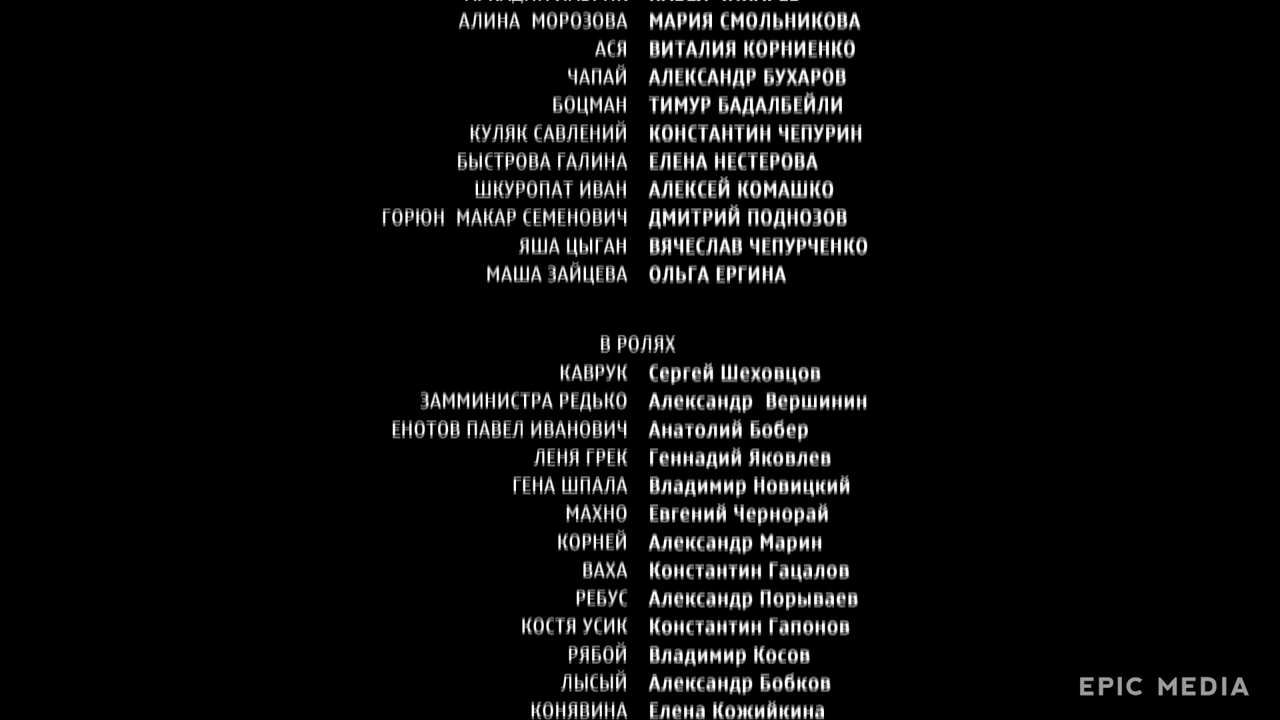 АЛИНА МОРОЗОВА МАРИЯ СМОЛЬНИКОВА
АСЯ ВИТАЛИЯ КОРНИЕНКО
ЧАПАЙ АЛЕКСАНДР БУХАРОВ
БОЦМАН ТИМУР БАДАЛБЕЙЛИ
КУЛЯК САВЛЕНИЙ КОНСТАНТИН ЧЕПУРИН
БЫСТРОВА ГАЛИНА ЕЛЕНА НЕСТЕРОВА
ШКУРОПАТ ИВАН АЛЕКСЕЙ КОМАШКО
ГОРЮН МАКАР СЕМЕНОВИЧ ДМИТРИЙ ПОДНОЗОВ
ЯША ЦЫГАН ВЯЧЕСЛАВ ЧЕПУРЧЕНКО
МАША ЗАЙЦЕВА ОЛЬГА ЕРГИНА
В РОЛЯХ
КАВРУК Сергей Шеховцов
ЗАММИНИСТРА РЕДЬКО Александр Вершинин
ЕНОТОВ ПАВЕЛ ИВАНОВИЧ Анатолий Бобер
ЛЕНЯ ГРЕК Геннадий Яковлев
ГЕНА ШПАЛА Владимир Новицкий
МАХНО Евгений Чернорай
КОРНЕЙ Александр Марин
ВАХА Константин Гацалов
РЕБУС Александр Порываев
КОСТЯ УСИК Константин Гапонов
РЯБОЙ Владимир Косов
ЛЫСЫЙ Александр Бобков
КОНЯВИНА Елена Кожийкина
EPIC MEDIA